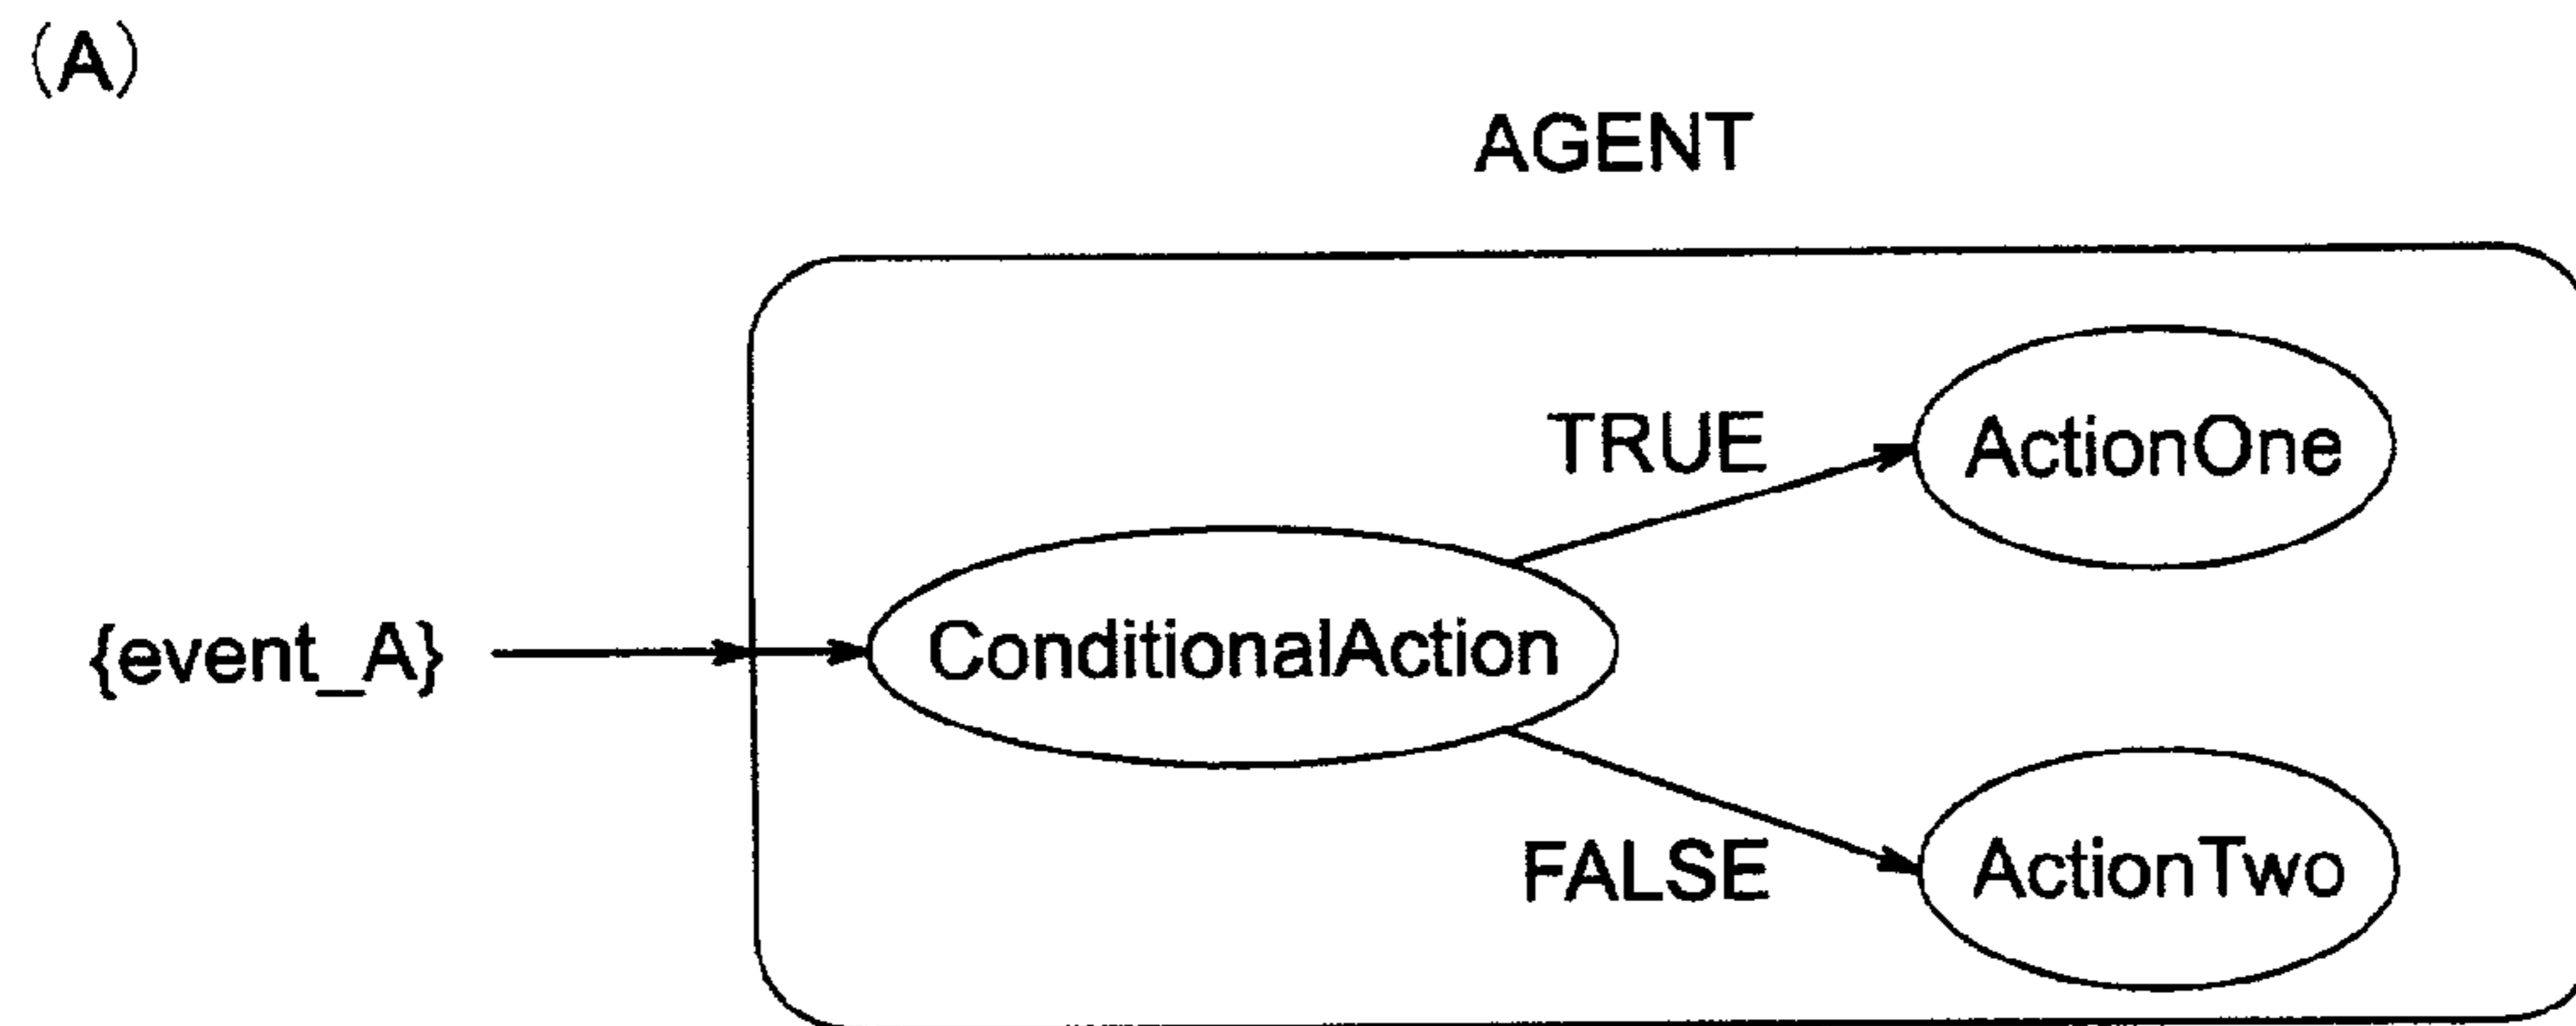 (A)
AGENT
TRUE
ActionOne
{event_A}
ConditionalAction
FALSE
ActionTwo